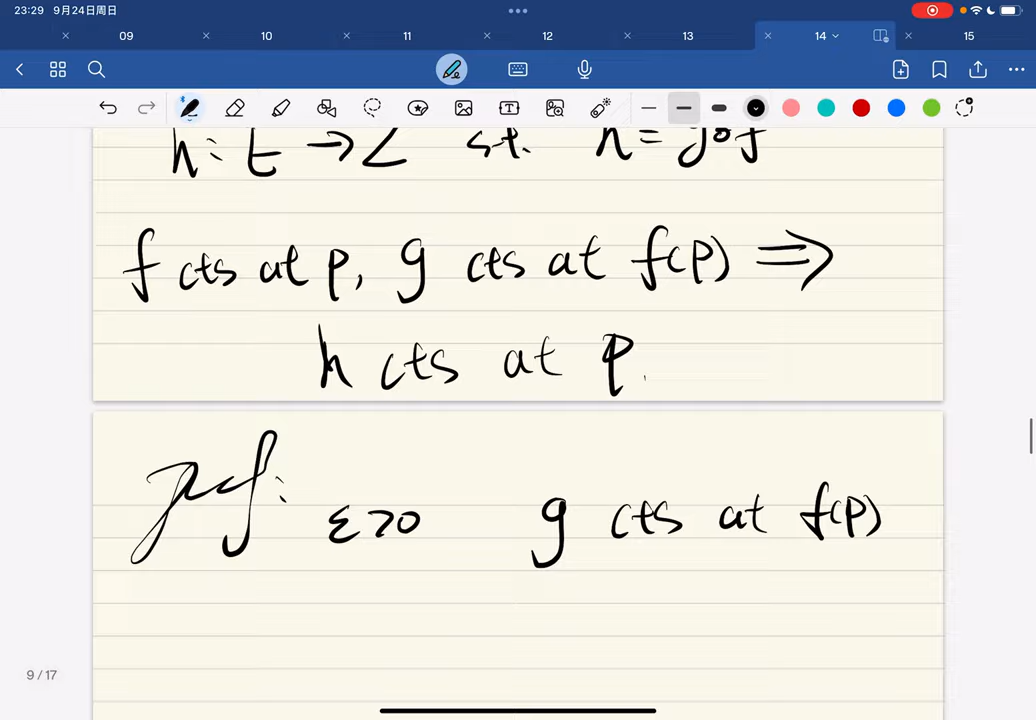 23:29 9月24日周日
09 10 11 12 13 14 15
h: E → Z s.t. h = g∘f
f cts at p, g cts at f(p) ⇒
h cts at p.
pf:
ε>0 g cts at f(p)
9 / 17